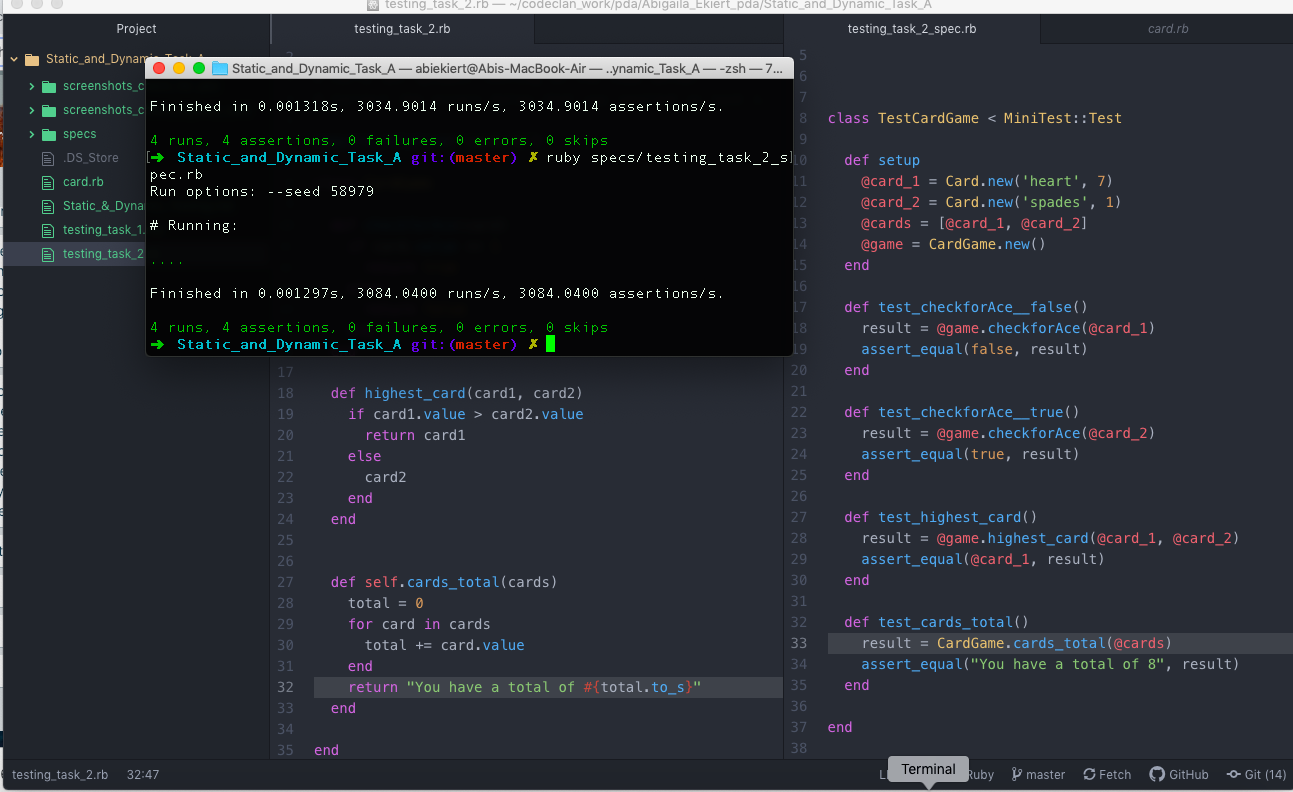 testing_task_2.rb — ~/codeclan_work/pda/Abigaila_Ekiert_pda/Static_and_Dynamic_Task_A
Project
testing_task_2.rb
testing_task_2_spec.rb
card.rb
Static_and_Dynamic_Task_A
screenshots_c
screenshots_c
specs
.DS_Store
card.rb
Static_&_Dyna
testing_task_1.
testing_task_2
Static_and_Dynamic_Task_A — abiekiert@Abis-MacBook-Air — ..ynamic_Task_A — -zsh — 7...
Finished in 0.001318s, 3034.9014 runs/s, 3034.9014 assertions/s.
4 runs, 4 assertions, 0 failures, 0 errors, 0 skips
[➜ Static_and_Dynamic_Task_A git:(master) ✗ ruby specs/testing_task_2_s]
pec.rb
Run options: --seed 58979
# Running:
....
Finished in 0.001297s, 3084.0400 runs/s, 3084.0400 assertions/s.
4 runs, 4 assertions, 0 failures, 0 errors, 0 skips
➜ Static_and_Dynamic_Task_A git:(master) ✗
17
18 def highest_card(card1, card2)
19 if card1.value > card2.value
20 return card1
21 else
22 card2
23 end
24 end
25
26
27 def self.cards_total(cards)
28 total = 0
29 for card in cards
30 total += card.value
31 end
32 return "You have a total of #{total.to_s}"
33 end
34
35 end
5
6
7
8 class TestCardGame < MiniTest::Test
9
10 def setup
11 @card_1 = Card.new('heart', 7)
12 @card_2 = Card.new('spades', 1)
13 @cards = [@card_1, @card_2]
14 @game = CardGame.new()
15 end
16
17 def test_checkforAce__false()
18 result = @game.checkforAce(@card_1)
19 assert_equal(false, result)
20 end
21
22 def test_checkforAce__true()
23 result = @game.checkforAce(@card_2)
24 assert_equal(true, result)
25 end
26
27 def test_highest_card()
28 result = @game.highest_card(@card_1, @card_2)
29 assert_equal(@card_1, result)
30 end
31
32 def test_cards_total()
33 result = CardGame.cards_total(@cards)
34 assert_equal("You have a total of 8", result)
35 end
36
37 end
38
testing_task_2.rb 32:47
Terminal
Ruby master Fetch GitHub Git (14)